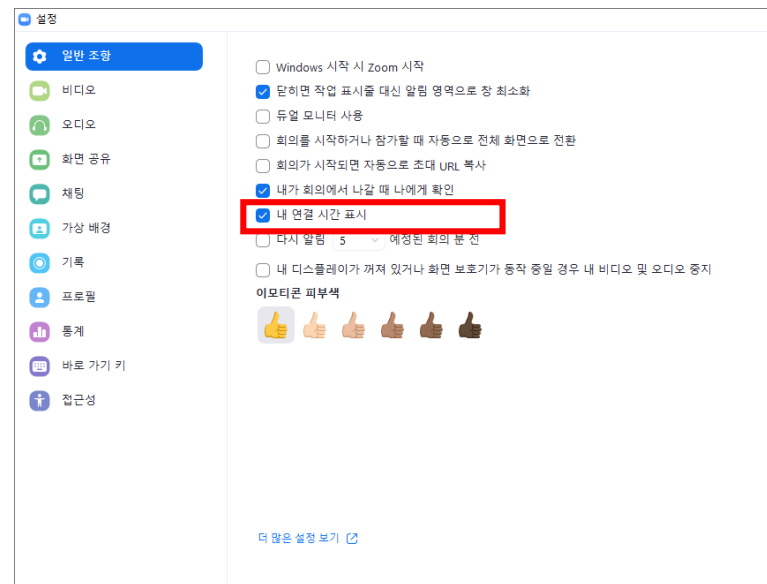 설정
일반 조항
비디오
오디오
화면 공유
채팅
가상 배경
기록
프로필
통계
바로 가기 키
접근성
Windows 시작 시 Zoom 시작
닫히면 작업 표시줄 대신 알림 영역으로 창 최소화
듀얼 모니터 사용
회의를 시작하거나 참가할 때 자동으로 전체 화면으로 전환
회의가 시작되면 자동으로 초대 URL 복사
내가 회의에서 나갈 때 나에게 확인
내 연결 시간 표시
다시 알림 5 예정된 회의 분 전
내 디스플레이가 꺼져 있거나 화면 보호기가 동작 중일 경우 내 비디오 및 오디오 중지
이모티콘 피부색
더 많은 설정 보기